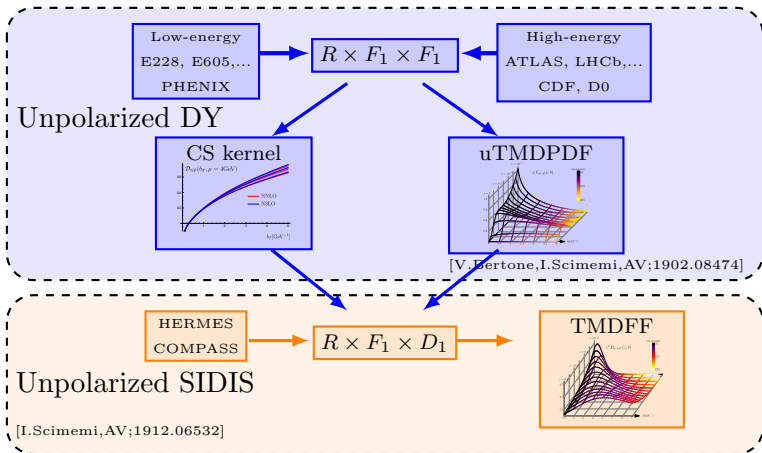 Low-energy
E228, E605,...
PHENIX
R × F₁ × F₁
High-energy
ATLAS, LHCb,...
CDF, D0
Unpolarized DY
CS kernel
uTMDPDF
NNLO
N3LO
[V.Bertone,I.Scimemi,AV;1902.08474]
HERMES
COMPASS
R × F₁ × D₁
TMDFF
Unpolarized SIDIS
[I.Scimemi,AV;1912.06532]